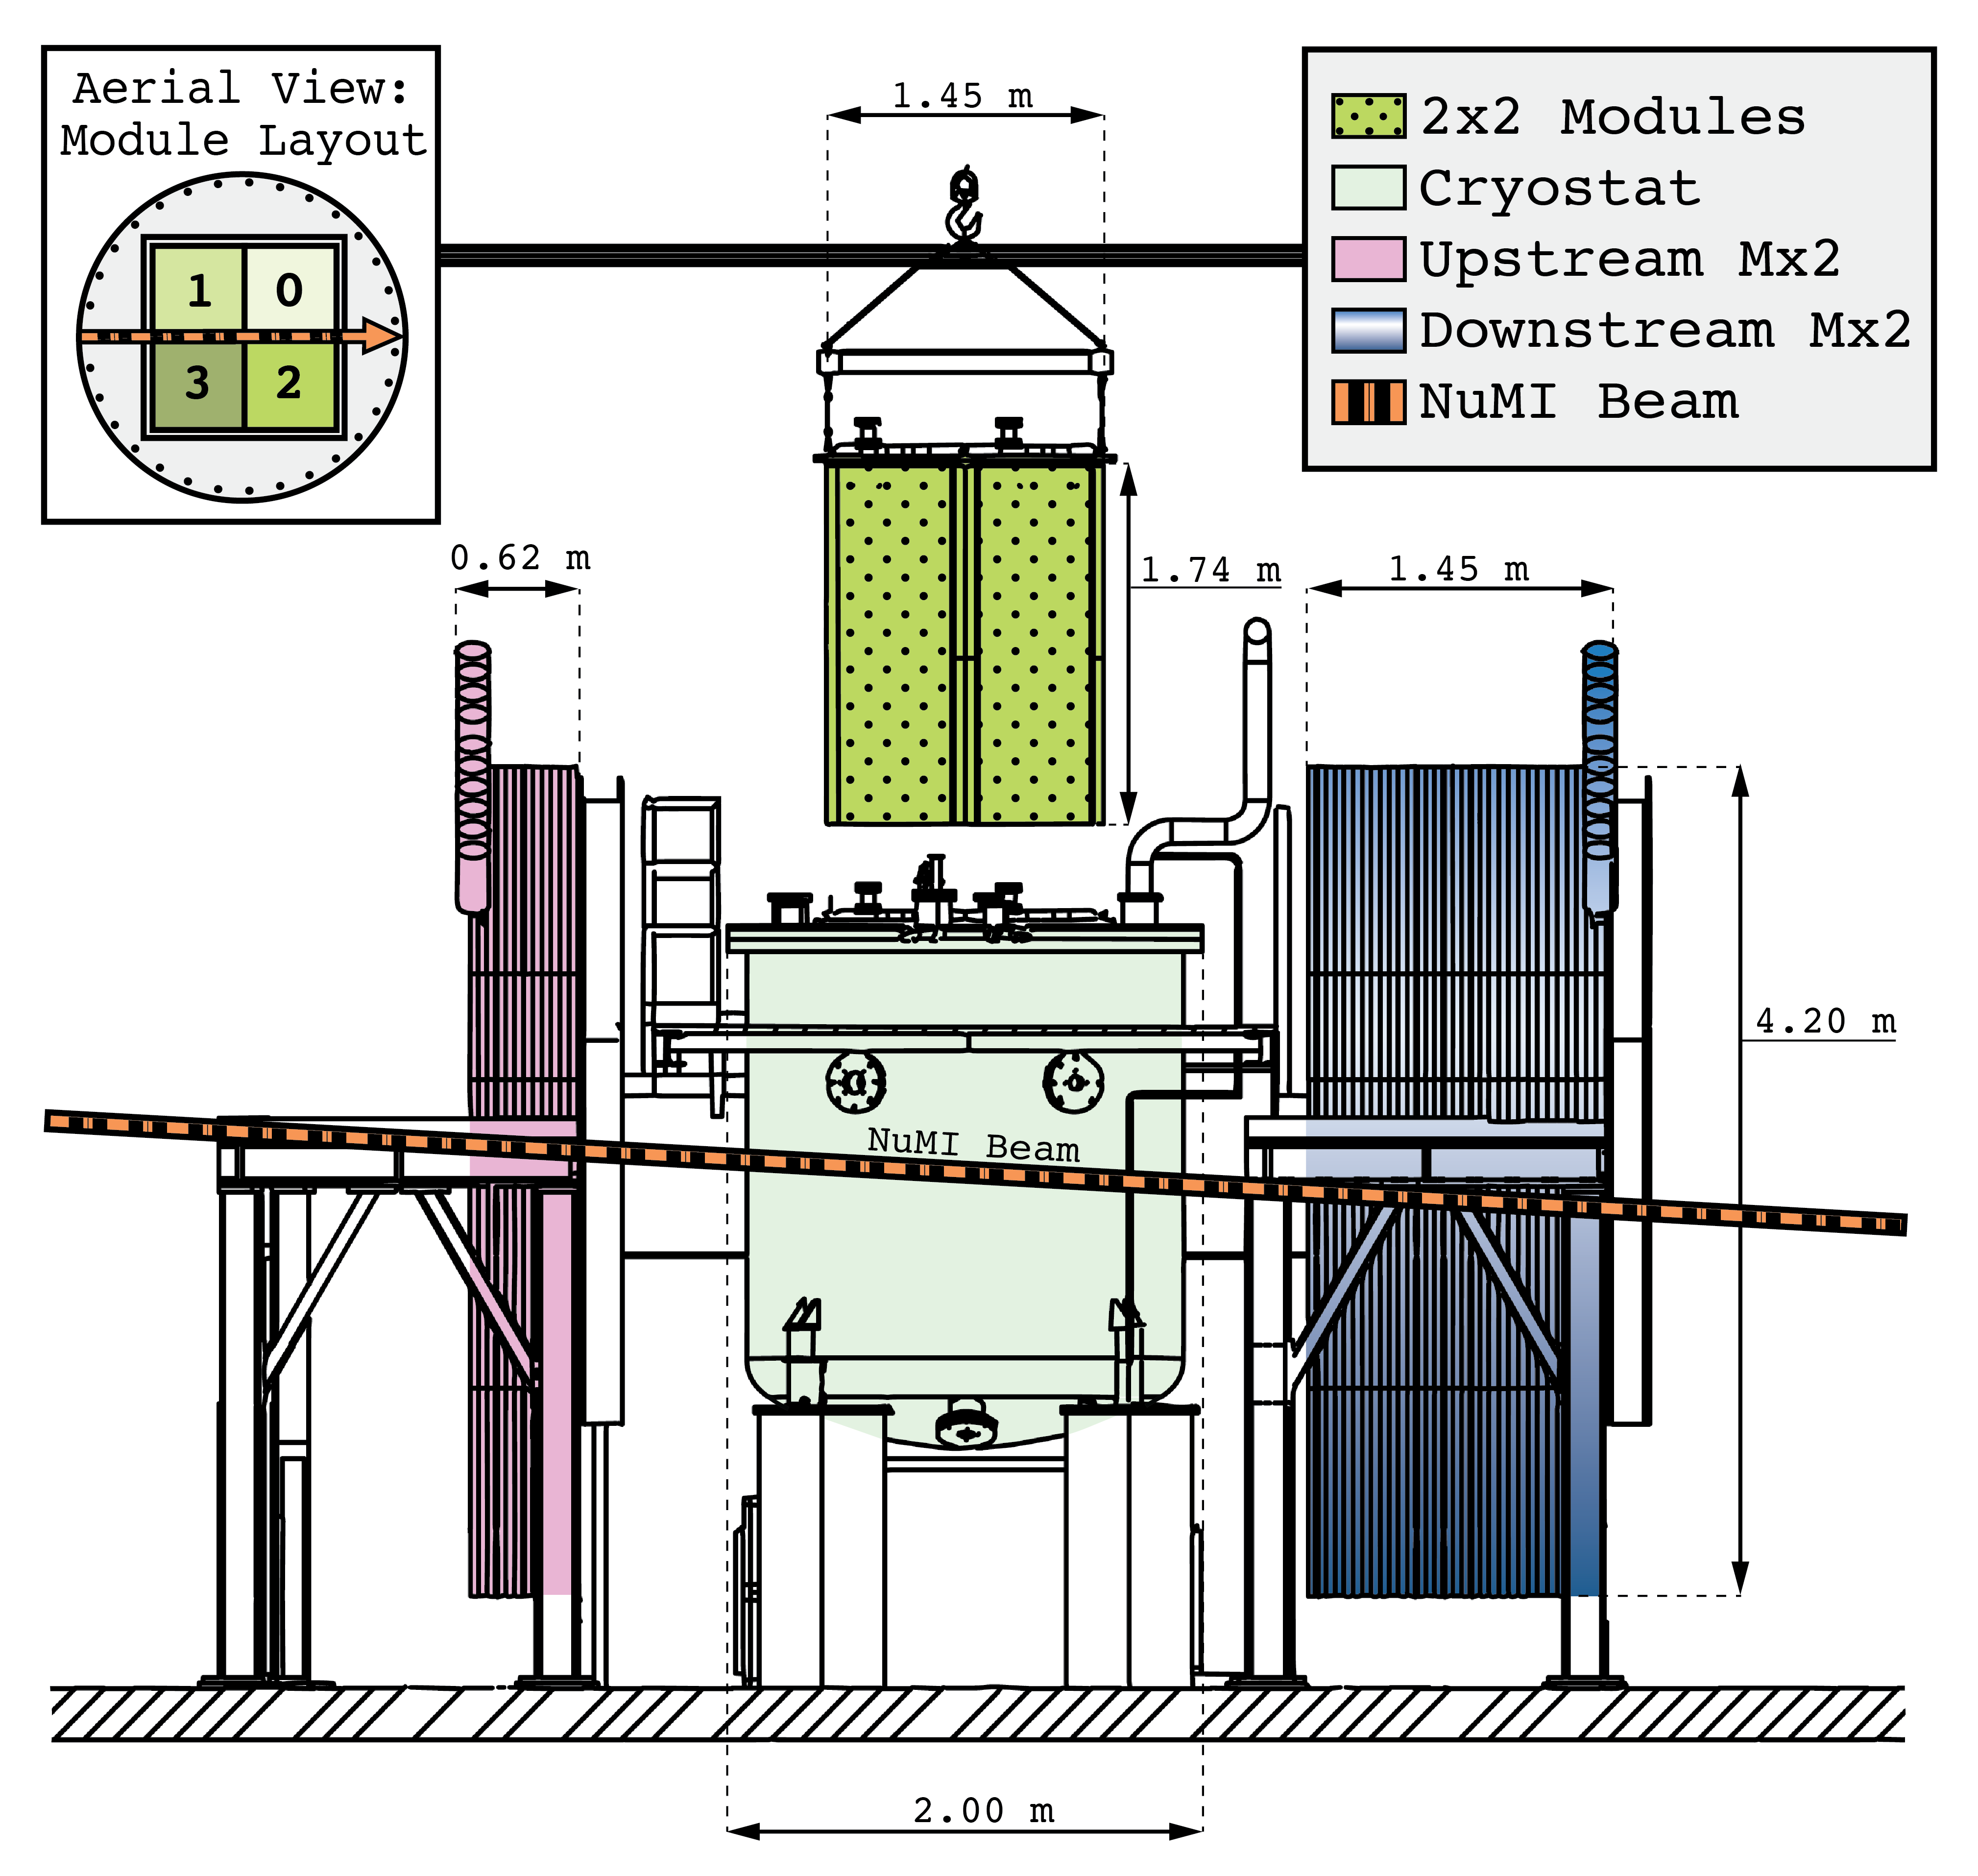 Aerial View:
Module Layout
1 0
3 2
1.45 m
2x2 Modules
Cryostat
Upstream Mx2
Downstream Mx2
NuMI Beam
0.62 m
1.74 m
1.45 m
4.20 m
NuMI Beam
2.00 m